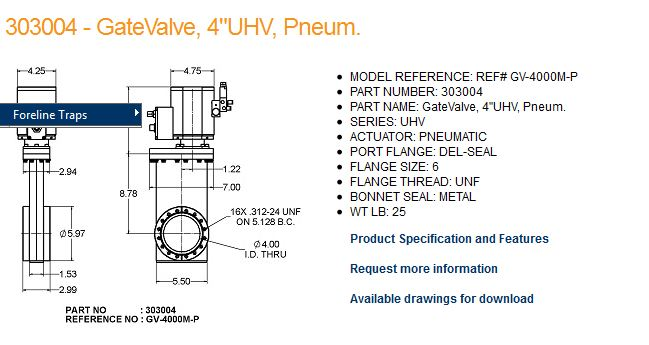 303004 - GateValve, 4"UHV, Pneum.
4.25
4.75
Foreline Traps
2.94
1.22
7.00
8.78
16X .312-24 UNF
ON 5.128 B.C.
Ø5.97
Ø4.00
I.D. THRU
1.53
2.99
5.50
PART NO : 303004
REFERENCE NO : GV-4000M-P
MODEL REFERENCE: REF# GV-4000M-P
PART NUMBER: 303004
PART NAME: GateValve, 4"UHV, Pneum.
SERIES: UHV
ACTUATOR: PNEUMATIC
PORT FLANGE: DEL-SEAL
FLANGE SIZE: 6
FLANGE THREAD: UNF
BONNET SEAL: METAL
WT LB: 25
Product Specification and Features
Request more information
Available drawings for download